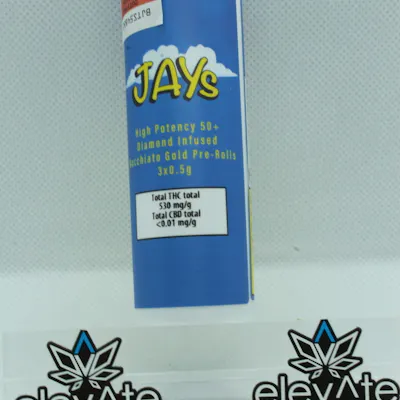 JAYs
High Potency 50+
Diamond Infused
Gold Pre-Rolls
3x0.5g
Total THC total
530 mg/g
Total CBD total
<0.01 mg/g
elevAte
elevAte